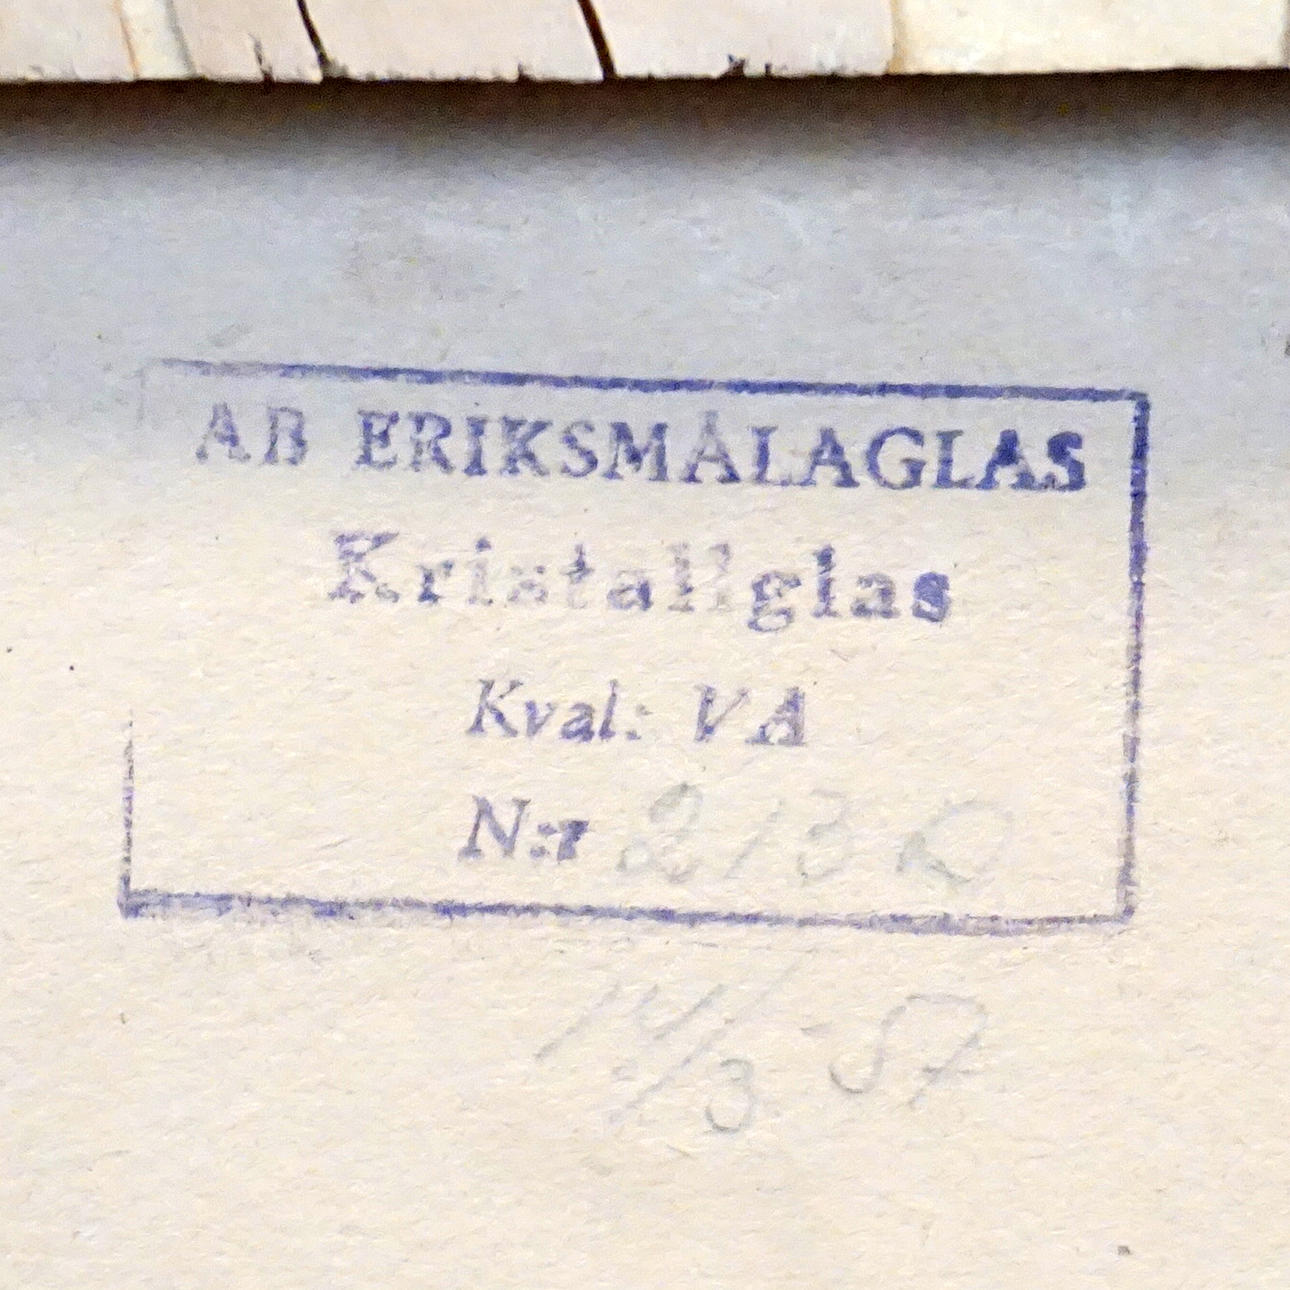 AB ERIKSMÅLAGLAS
Kristallglas
Kval: VA
N:r 2130
14/3 -57